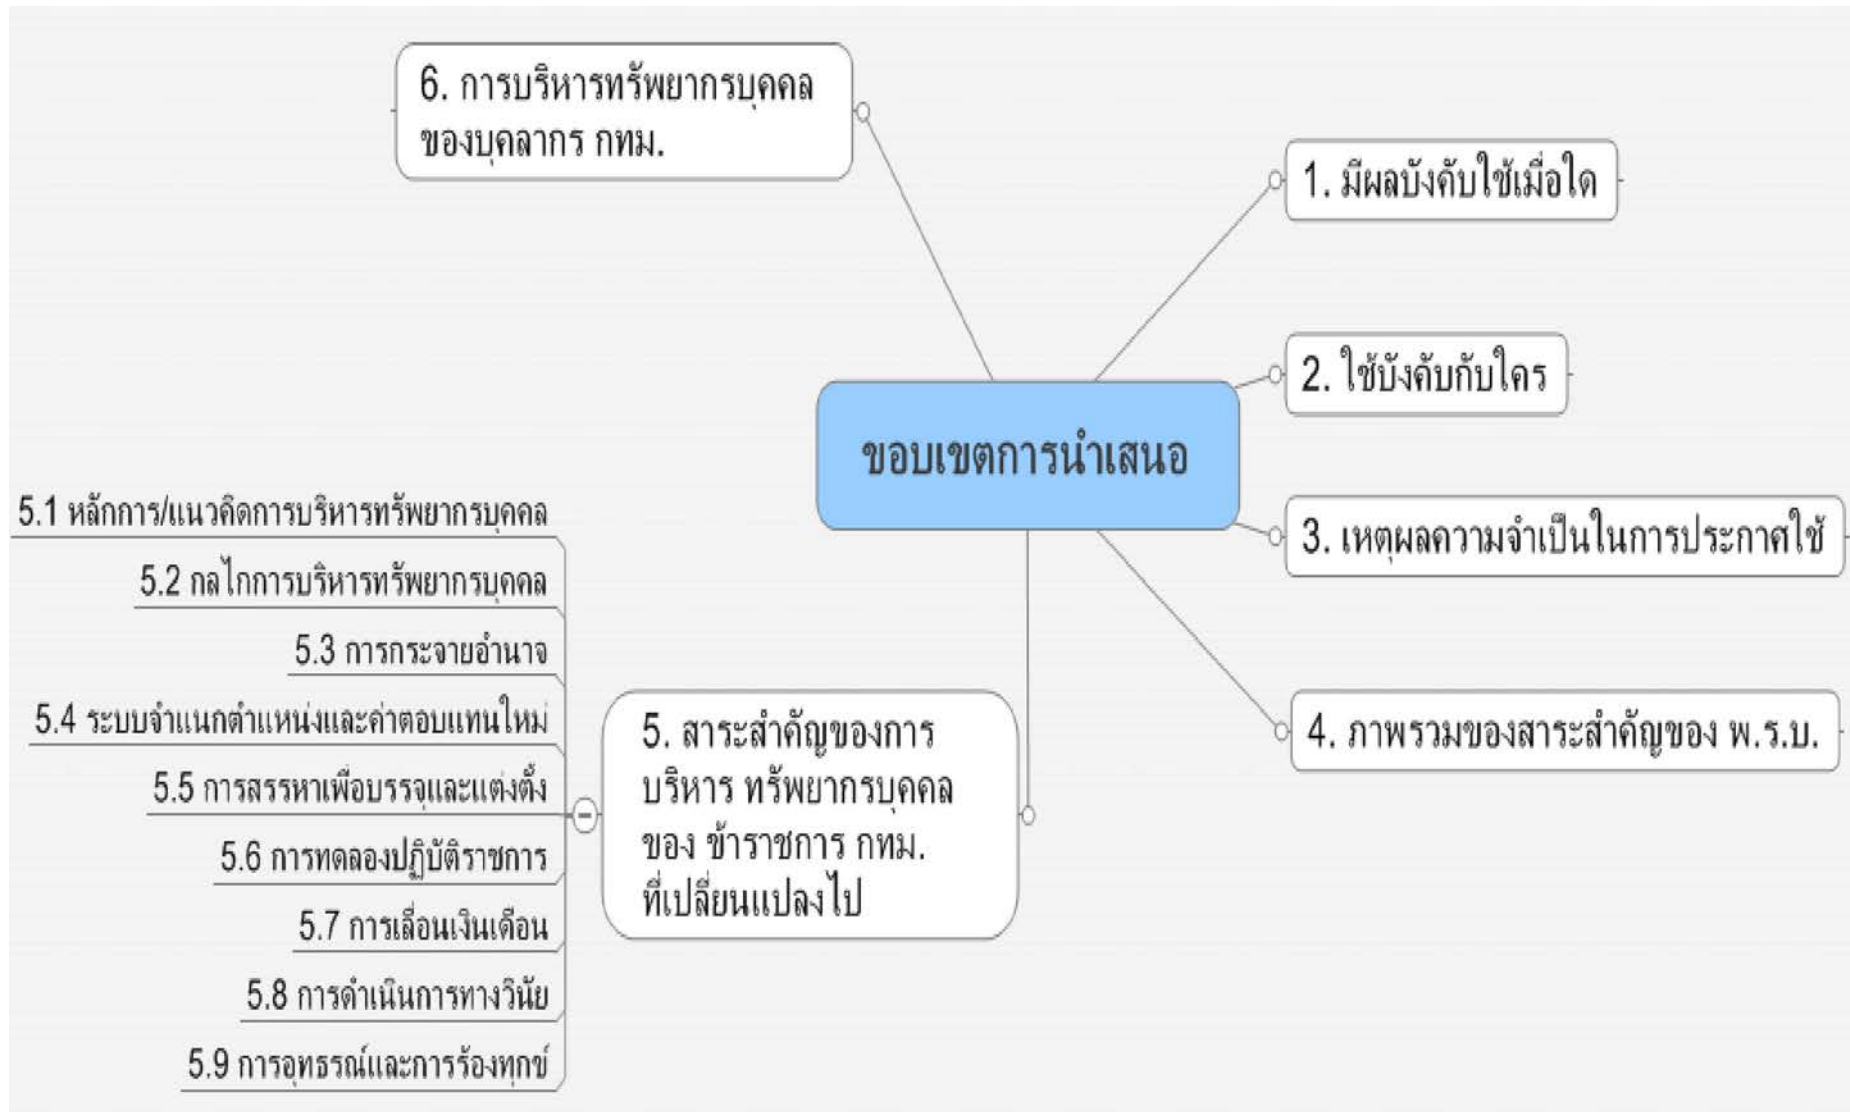 ขอบเขตการนำเสนอ
1. มีผลบังคับใช้เมื่อใด
2. ใช้บังคับกับใคร
3. เหตุผลความจำเป็นในการประกาศใช้
4. ภาพรวมของสาระสำคัญของ พ.ร.บ.
5. สาระสำคัญของการ
บริหาร ทรัพยากรบุคคล
ของ ข้าราชการ กทม.
ที่เปลี่ยนแปลงไป
5.1 หลักการ/แนวคิดการบริหารทรัพยากรบุคคล
5.2 กลไกการบริหารทรัพยากรบุคคล
5.3 การกระจายอำนาจ
5.4 ระบบจำแนกตำแหน่งและค่าตอบแทนใหม่
5.5 การสรรหาเพื่อบรรจุและแต่งตั้ง
5.6 การทดลองปฏิบัติราชการ
5.7 การเลื่อนเงินเดือน
5.8 การดำเนินการทางวินัย
5.9 การอุทธรณ์และการร้องทุกข์
6. การบริหารทรัพยากรบุคคล
ของบุคลากร กทม.